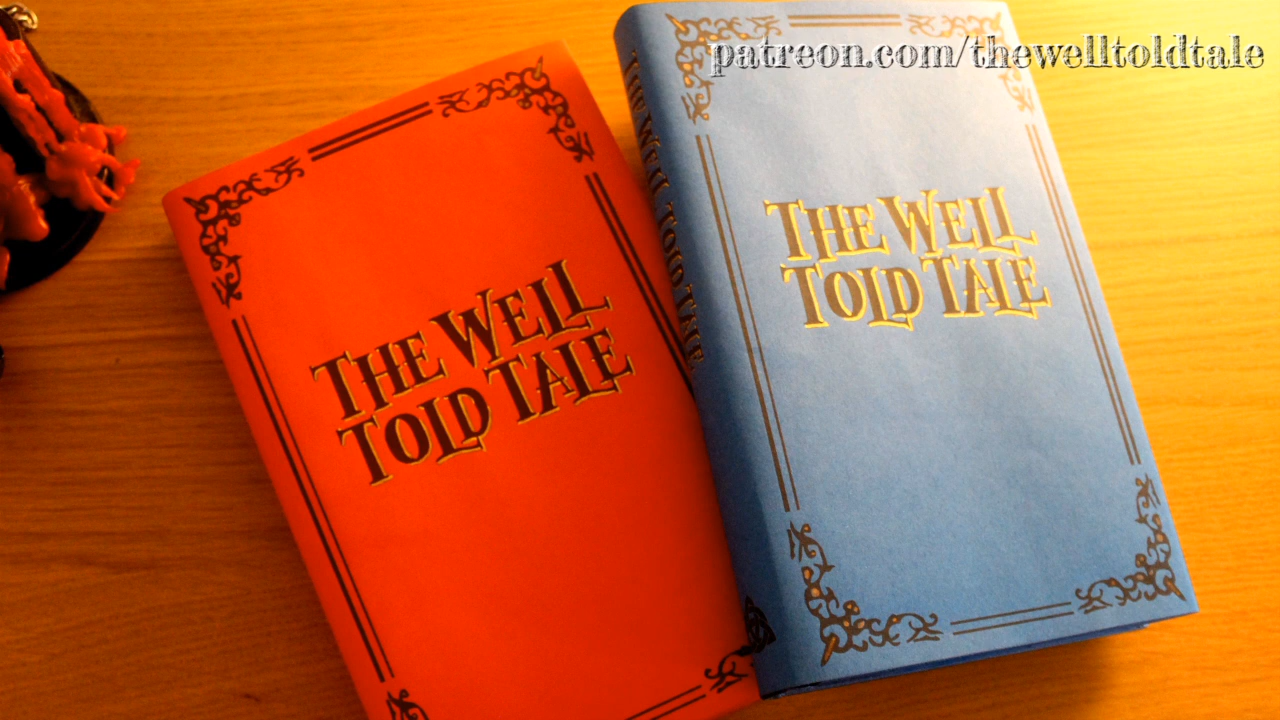 patreon.com/thewelltoldtale
THE WELL
TOLD TALE
THE WELL TOLD TALE
THE WELL
TOLD TALE